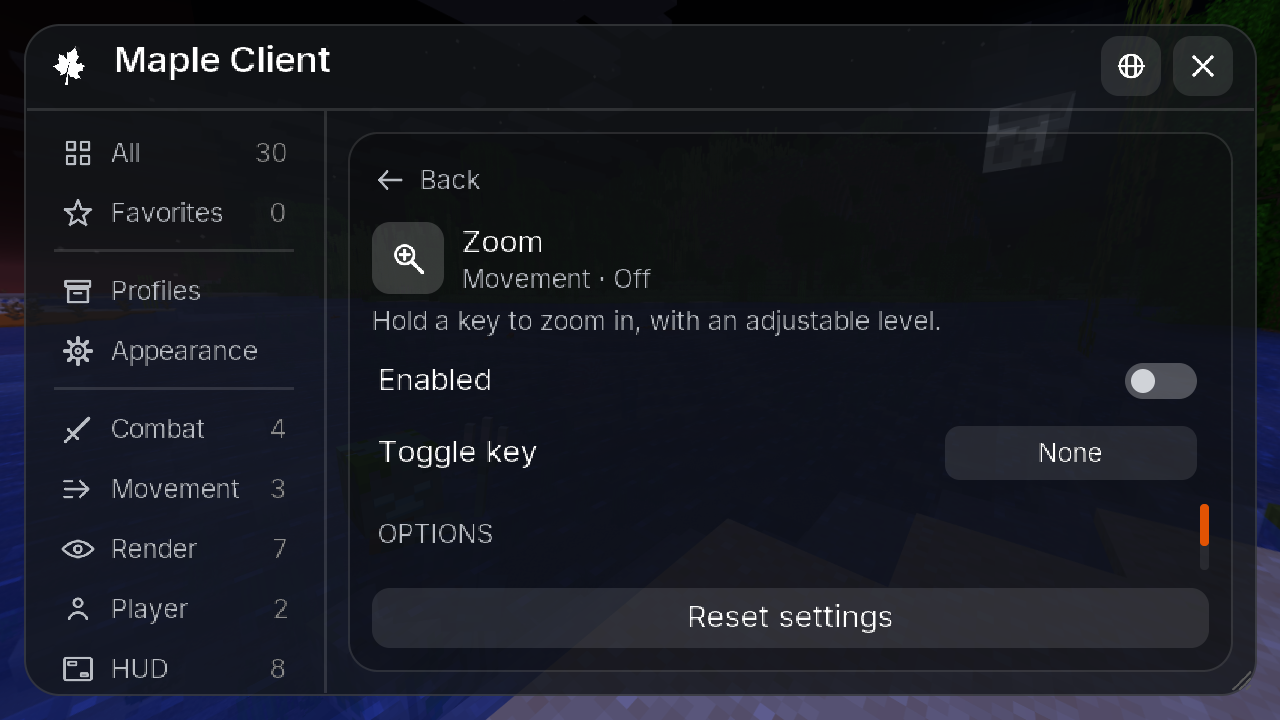 Maple Client
All 30
Favorites 0
Profiles
Appearance
Combat 4
Movement 3
Render 7
Player 2
HUD 8
Back
Zoom
Movement · Off
Hold a key to zoom in, with an adjustable level.
Enabled
Toggle key None
OPTIONS
Reset settings